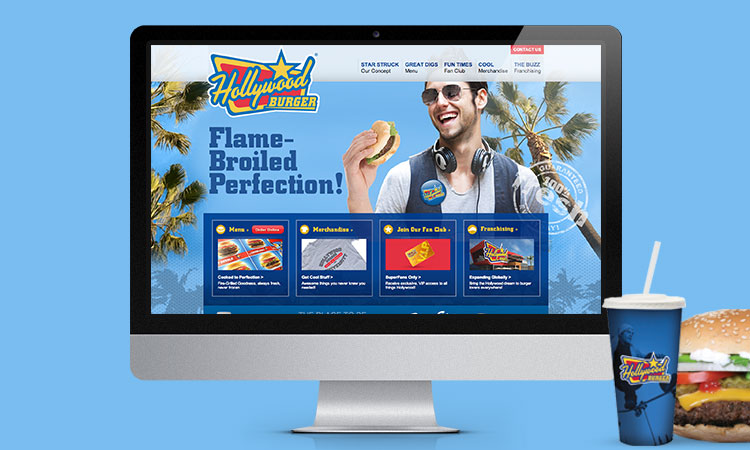 CONTACT US
STAR STRUCK
Our Concept
GREAT DIGS
Menu
FUN TIMES
Fan Club
COOL
Merchandise
THE BUZZ
Franchising
Hollywood
BURGER
Flame-
Broiled
Perfection!
GUARANTEED
100%
fresh
Menu
Order Online
Merchandise
Join Our Fan Club
Franchising
Cooked to Perfection >
Fire-Grilled Goodness, always fresh,
never frozen
Get Cool Stuff >
Awesome things you never knew you
needed!
SuperFans Only >
Receive exclusive, VIP access to all
things Hollywood!
Expanding Globally >
Bring the Hollywood dream to burger
lovers everywhere!
THE PLACE TO BE
Hollywood
BURGER